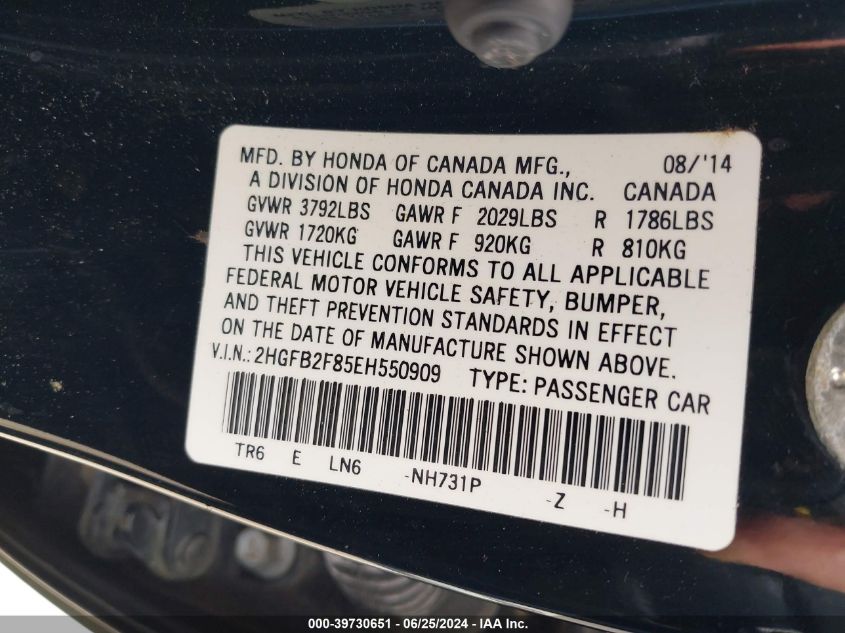 MFD. BY HONDA OF CANADA MFG., 08/'14
A DIVISION OF HONDA CANADA INC. CANADA
GVWR 3792LBS GAWR F 2029LBS R 1786LBS
GVWR 1720KG GAWR F 920KG R 810KG
THIS VEHICLE CONFORMS TO ALL APPLICABLE
FEDERAL MOTOR VEHICLE SAFETY, BUMPER,
AND THEFT PREVENTION STANDARDS IN EFFECT
ON THE DATE OF MANUFACTURE SHOWN ABOVE.
V.I.N.: 2HGFB2F85EH550909 TYPE: PASSENGER CAR
TR6 E LN6 -NH731P -Z -H
000-39730651 / 06/25/2024 - IAA Inc.